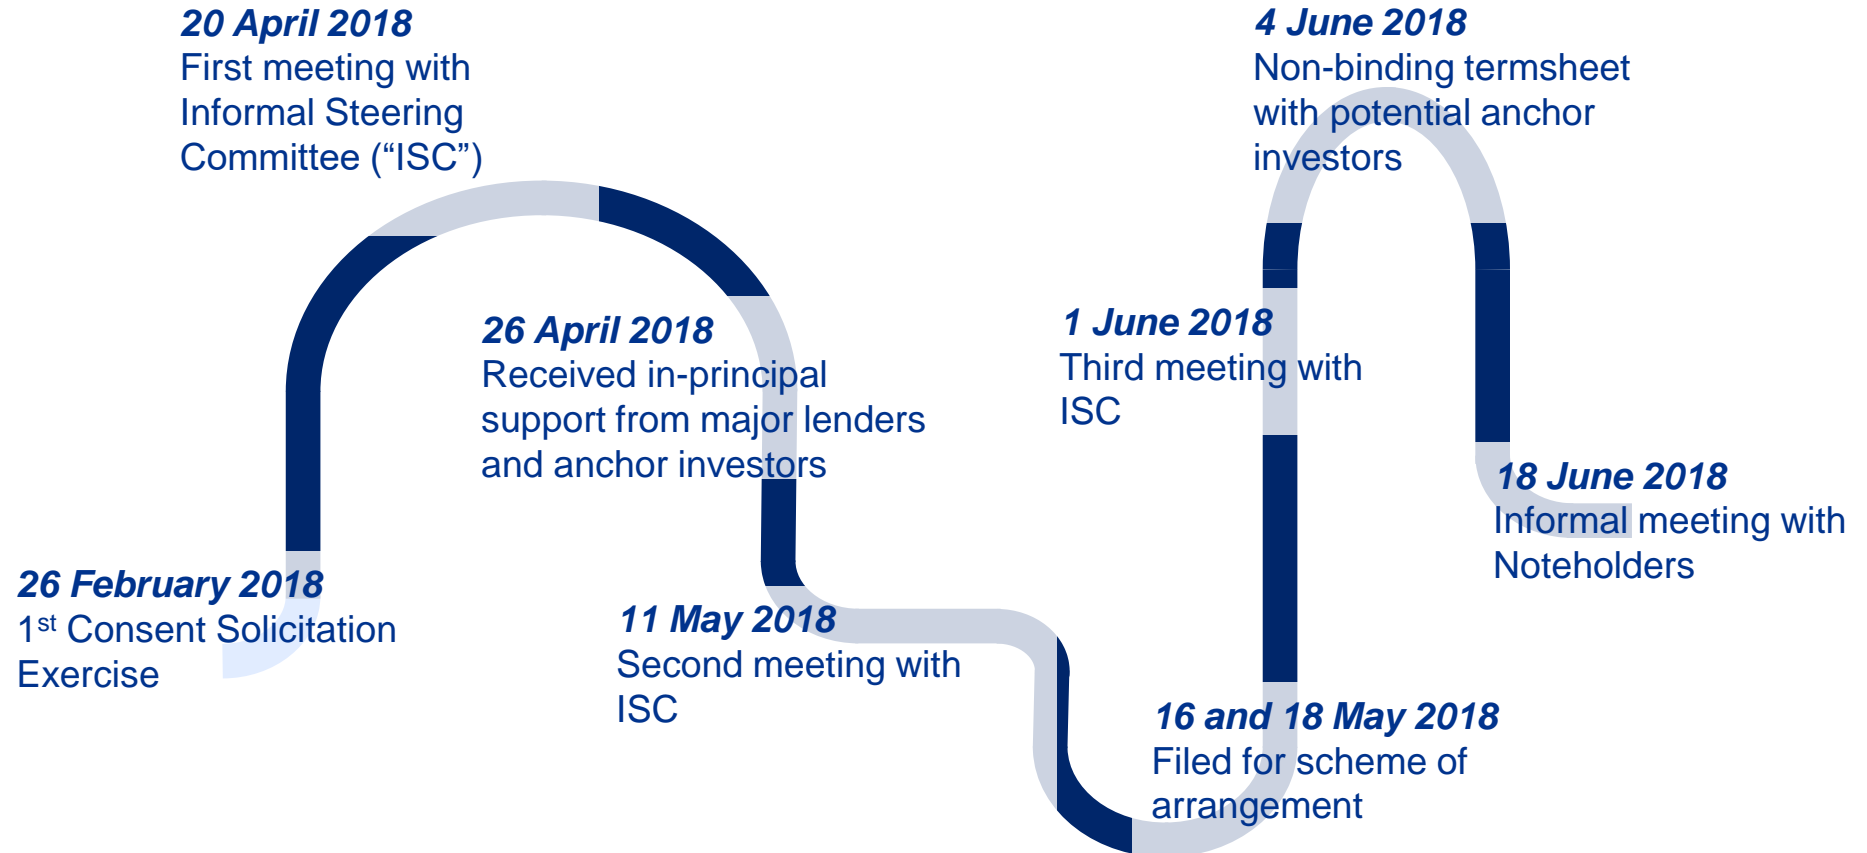 20 April 2018
First meeting with
Informal Steering
Committee (“ISC”)
4 June 2018
Non-binding termsheet
with potential anchor
investors
26 April 2018
Received in-principal
support from major lenders
and anchor investors
1 June 2018
Third meeting with
ISC
18 June 2018
Informal meeting with
Noteholders
26 February 2018
1st Consent Solicitation
Exercise
11 May 2018
Second meeting with
ISC
16 and 18 May 2018
Filed for scheme of
arrangement